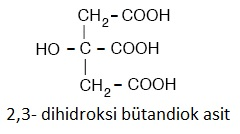 CH2 – COOH
HO – C – COOH
CH2 – COOH
2,3- dihidroksi bütandiok asit